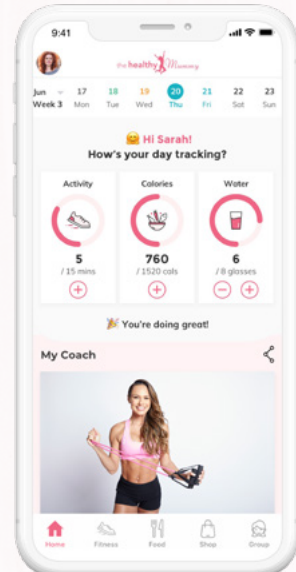 9:41
the healthy Mummy
Jun 17 18 19 20 21 22 23
Week 3 Mon Tue Wed Thu Fri Sat Sun
🤗 Hi Sarah!
How's your day tracking?
Activity Calories Water
5 760 6
/ 15 mins / 1520 cals / 8 glasses
🎉 You're doing great!
My Coach
Home Fitness Food Shop Group